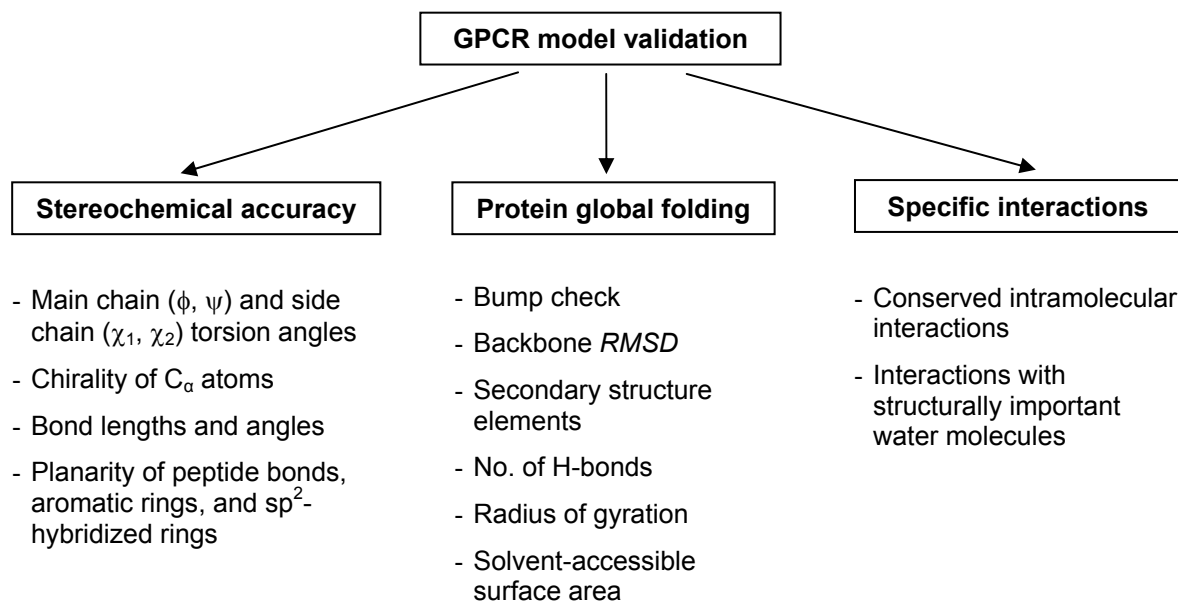 GPCR model validation
Stereochemical accuracy
- Main chain (ϕ, ψ) and side
chain (χ₁, χ₂) torsion angles
- Chirality of Cα atoms
- Bond lengths and angles
- Planarity of peptide bonds,
aromatic rings, and sp²-
hybridized rings
Protein global folding
- Bump check
- Backbone RMSD
- Secondary structure
elements
- No. of H-bonds
- Radius of gyration
- Solvent-accessible
surface area
Specific interactions
- Conserved intramolecular
interactions
- Interactions with
structurally important
water molecules